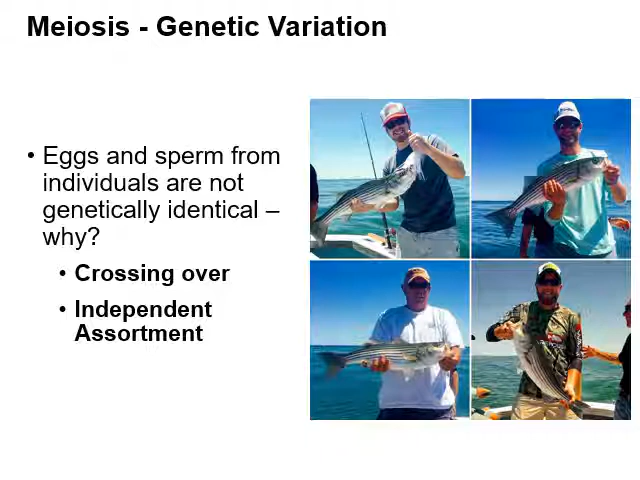 Meiosis - Genetic Variation
• Eggs and sperm from
individuals are not
genetically identical –
why?
• Crossing over
• Independent
Assortment